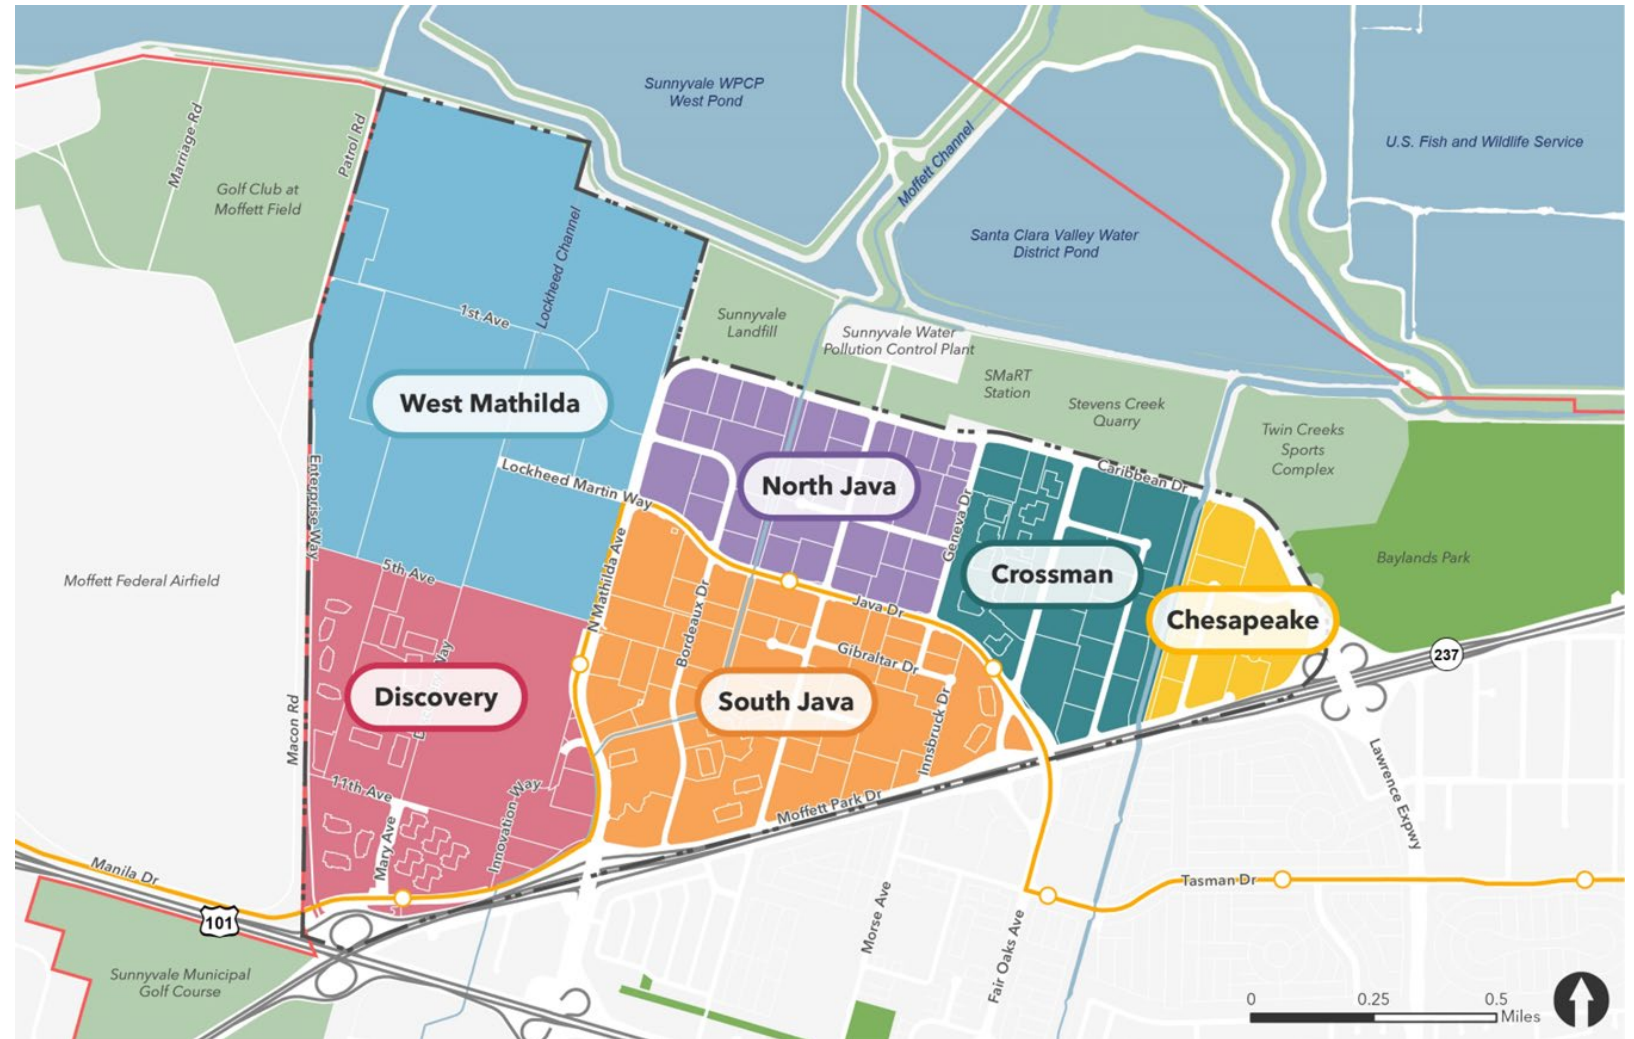 Sunnyvale WPCP
West Pond
U.S. Fish and Wildlife Service
Moffett Channel
Marriage Rd
Patrol Rd
Golf Club at
Moffett Field
Santa Clara Valley Water
District Pond
Lockheed Channel
1st Ave
Sunnyvale
Landfill
Sunnyvale Water
Pollution Control Plant
SMaRT
Station
Stevens Creek
Quarry
Twin Creeks
Sports
Complex
West Mathilda
North Java
Caribbean Dr
Lockheed Martin Way
Enterprise Way
Geneva Dr
Baylands Park
Moffett Federal Airfield
5th Ave
N Mathilda Ave
Crossman
Java Dr
Bordeaux Dr
Chesapeake
Gibraltar Dr
237
Discovery
Way
South Java
Innsbruck Dr
Macon Rd
11th Ave
Innovation Way
Moffett Park Dr
Lawrence Expwy
Mary Ave
Manila Dr
Tasman Dr
101
Morse Ave
Fair Oaks Ave
Sunnyvale Municipal
Golf Course
0 0.25 0.5
Miles